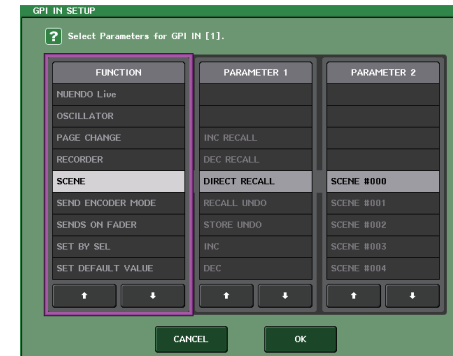 GPI IN SETUP
? Select Parameters for GPI IN [1].
FUNCTION PARAMETER 1 PARAMETER 2
NUENDO Live
OSCILLATOR
PAGE CHANGE INC RECALL
RECORDER DEC RECALL
SCENE DIRECT RECALL SCENE #000
SEND ENCODER MODE RECALL UNDO SCENE #001
SENDS ON FADER STORE UNDO SCENE #002
SET BY SEL INC SCENE #003
SET DEFAULT VALUE DEC SCENE #004
CANCEL OK